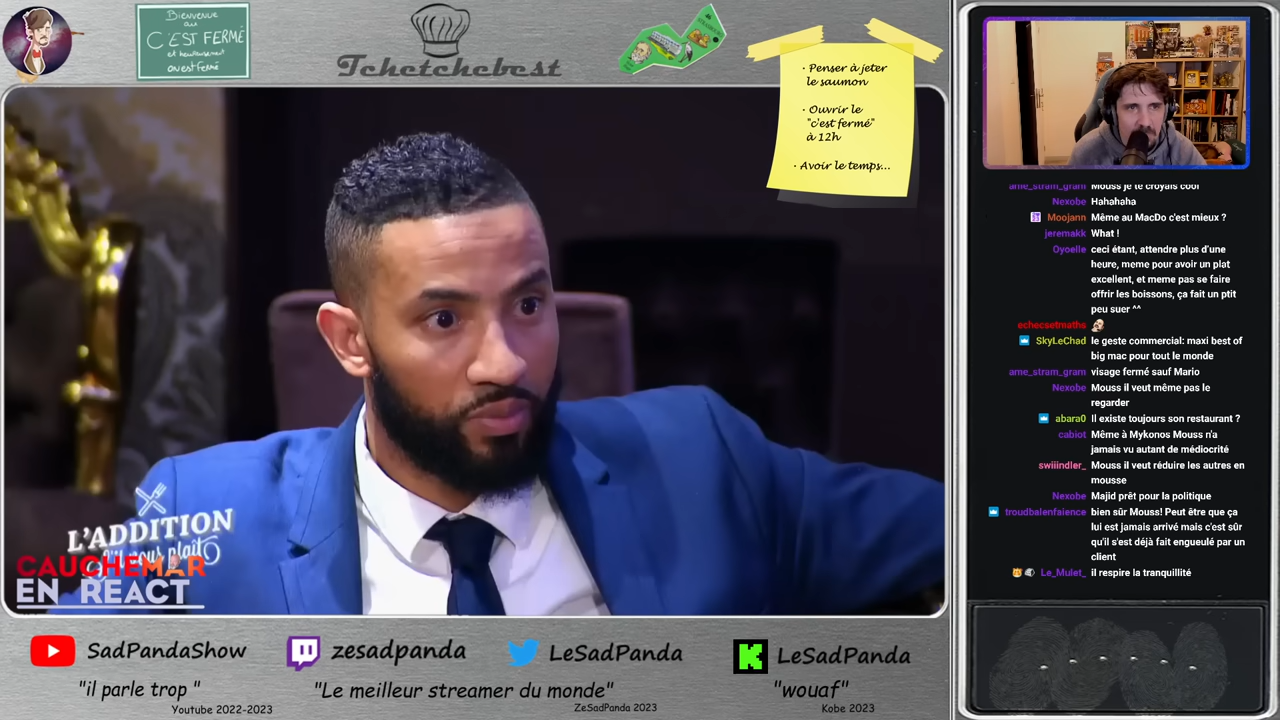 Bienvenue
au
C'EST FERMÉ
et heureusement
on est fermé
Tchetchebest
· Penser à jeter
le saumon
· Ouvrir le
"c'est fermé"
à 12h
· Avoir le temps...
L'ADDITION
s'il vous plaît
CAUCHEMAR
EN REACT
ame_stram_gram Mouss je te croyais cool
Nexobe Hahahaha
Moojann Même au MacDo c'est mieux ?
jeremakk What !
Oyoelle ceci étant, attendre plus d'une
heure, meme pour avoir un plat
excellent, et meme pas se faire
offrir les boissons, ça fait un ptit
peu suer ^^
echecsetmaths
SkyLeChad le geste commercial: maxi best of
big mac pour tout le monde
ame_stram_gram visage fermé sauf Mario
Nexobe Mouss il veut même pas le
regarder
abara0 Il existe toujours son restaurant ?
cabiot Même à Mykonos Mouss n'a
jamais vu autant de médiocrité
swiiindler_ Mouss il veut réduire les autres en
mousse
Nexobe Majid prêt pour la politique
troudbalenfaience bien sûr Mouss! Peut être que ça
lui est jamais arrivé mais c'est sûr
qu'il s'est déjà fait engueulé par un
client
Le_Mulet_ il respire la tranquillité
SadPandaShow
zesadpanda
LeSadPanda
LeSadPanda
"il parle trop "
Youtube 2022-2023
"Le meilleur streamer du monde"
ZeSadPanda 2023
"wouaf"
Kobe 2023